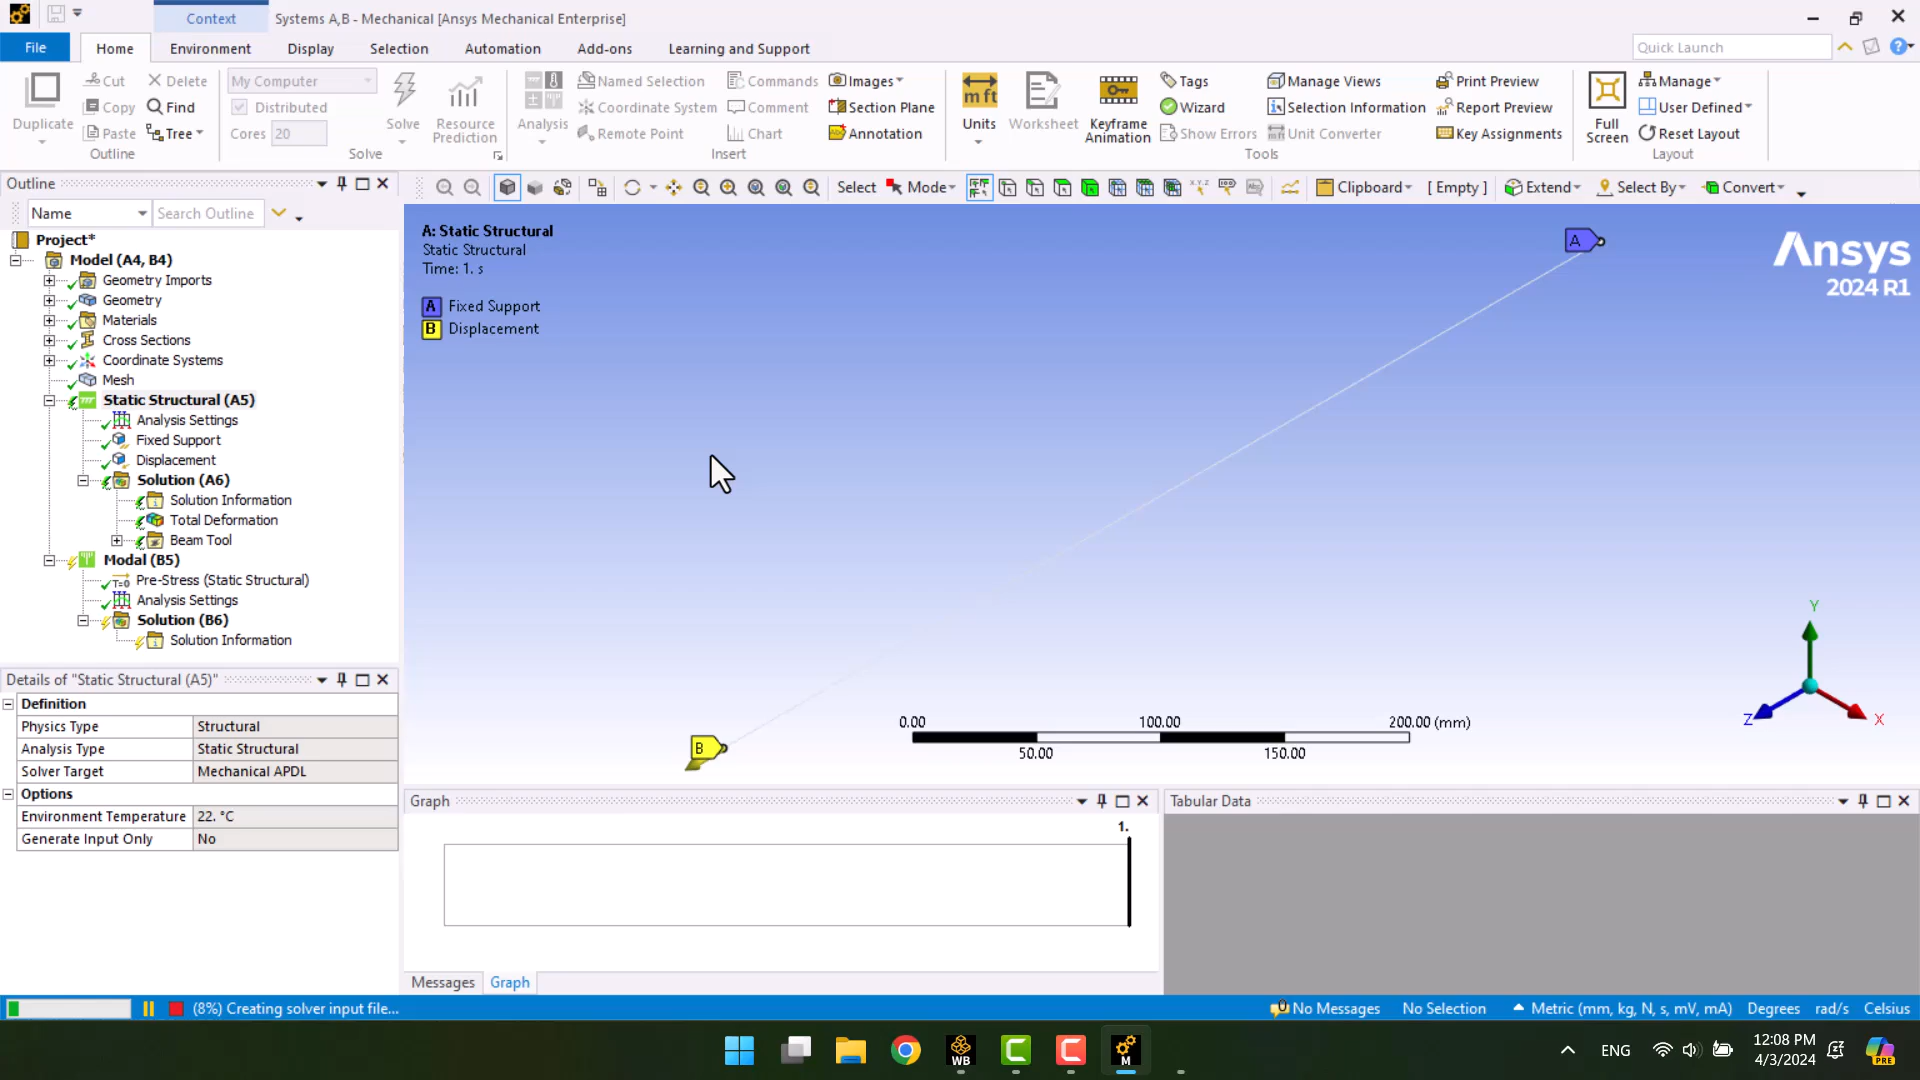 Context
Systems A,B - Mechanical [Ansys Mechanical Enterprise]
File
Home
Environment
Display
Selection
Automation
Add-ons
Learning and Support
Quick Launch
Duplicate
Cut
Copy
Paste
Delete
Find
Tree
Outline
My Computer
Distributed
Cores 20
Solve
Resource
Prediction
Solve
Analysis
Named Selection
Coordinate System
Remote Point
Commands
Comment
Chart
Images
Section Plane
Annotation
Insert
Units
Worksheet
Keyframe
Animation
Tags
Wizard
Show Errors
Manage Views
Selection Information
Unit Converter
Print Preview
Report Preview
Key Assignments
Tools
Full
Screen
Manage
User Defined
Reset Layout
Layout
Outline
Name
Search Outline
Select
Mode
Clipboard
[ Empty ]
Extend
Select By
Convert
Project*
Model (A4, B4)
Geometry Imports
Geometry
Materials
Cross Sections
Coordinate Systems
Mesh
Static Structural (A5)
Analysis Settings
Fixed Support
Displacement
Solution (A6)
Solution Information
Total Deformation
Beam Tool
Modal (B5)
Pre-Stress (Static Structural)
Analysis Settings
Solution (B6)
Solution Information
A: Static Structural
Static Structural
Time: 1. s
A Fixed Support
B Displacement
A
B
Ansys
2024 R1
0.00
100.00
200.00 (mm)
50.00
150.00
Y
Z
X
Details of "Static Structural (A5)"
Definition
Physics Type Structural
Analysis Type Static Structural
Solver Target Mechanical APDL
Options
Environment Temperature 22. °C
Generate Input Only No
Graph
1.
Messages
Graph
Tabular Data
(8%) Creating solver input file...
No Messages
No Selection
Metric (mm, kg, N, s, mV, mA)
Degrees
rad/s
Celsius
WB
M
ENG
12:08 PM
4/3/2024
PRE